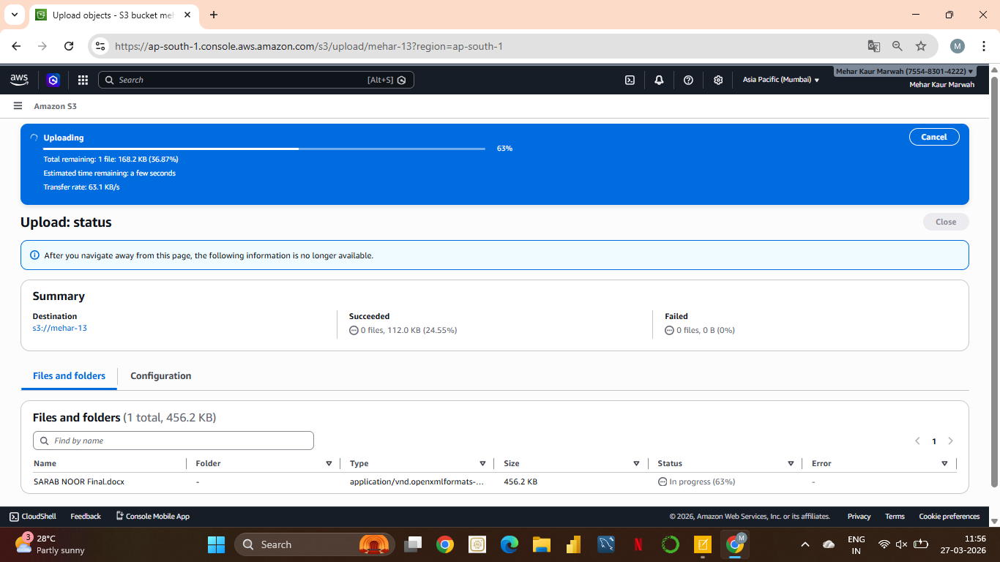 Upload objects - S3 bucket meh
https://ap-south-1.console.aws.amazon.com/s3/upload/mehar-13?region=ap-south-1
M
aws
Search
[Alt+S]
Asia Pacific (Mumbai)
Mehar Kaur Marwah (7554-8301-4222)
Mehar Kaur Marwah
Amazon S3
Uploading
63%
Cancel
Total remaining: 1 file: 168.2 KB (36.87%)
Estimated time remaining: a few seconds
Transfer rate: 63.1 KB/s
Upload: status
Close
After you navigate away from this page, the following information is no longer available.
Summary
Destination
s3://mehar-13
Succeeded
0 files, 112.0 KB (24.55%)
Failed
0 files, 0 B (0%)
Files and folders
Configuration
Files and folders (1 total, 456.2 KB)
Find by name
1
Name Folder Type Size Status Error
SARAB NOOR Final.docx - application/vnd.openxmlformats-... 456.2 KB In progress (63%) -
CloudShell Feedback Console Mobile App © 2026, Amazon Web Services, Inc. or its affiliates. Privacy Terms Cookie preferences
3
28°C
Partly sunny
Search
N
M
ENG
IN
11:56
27-03-2026